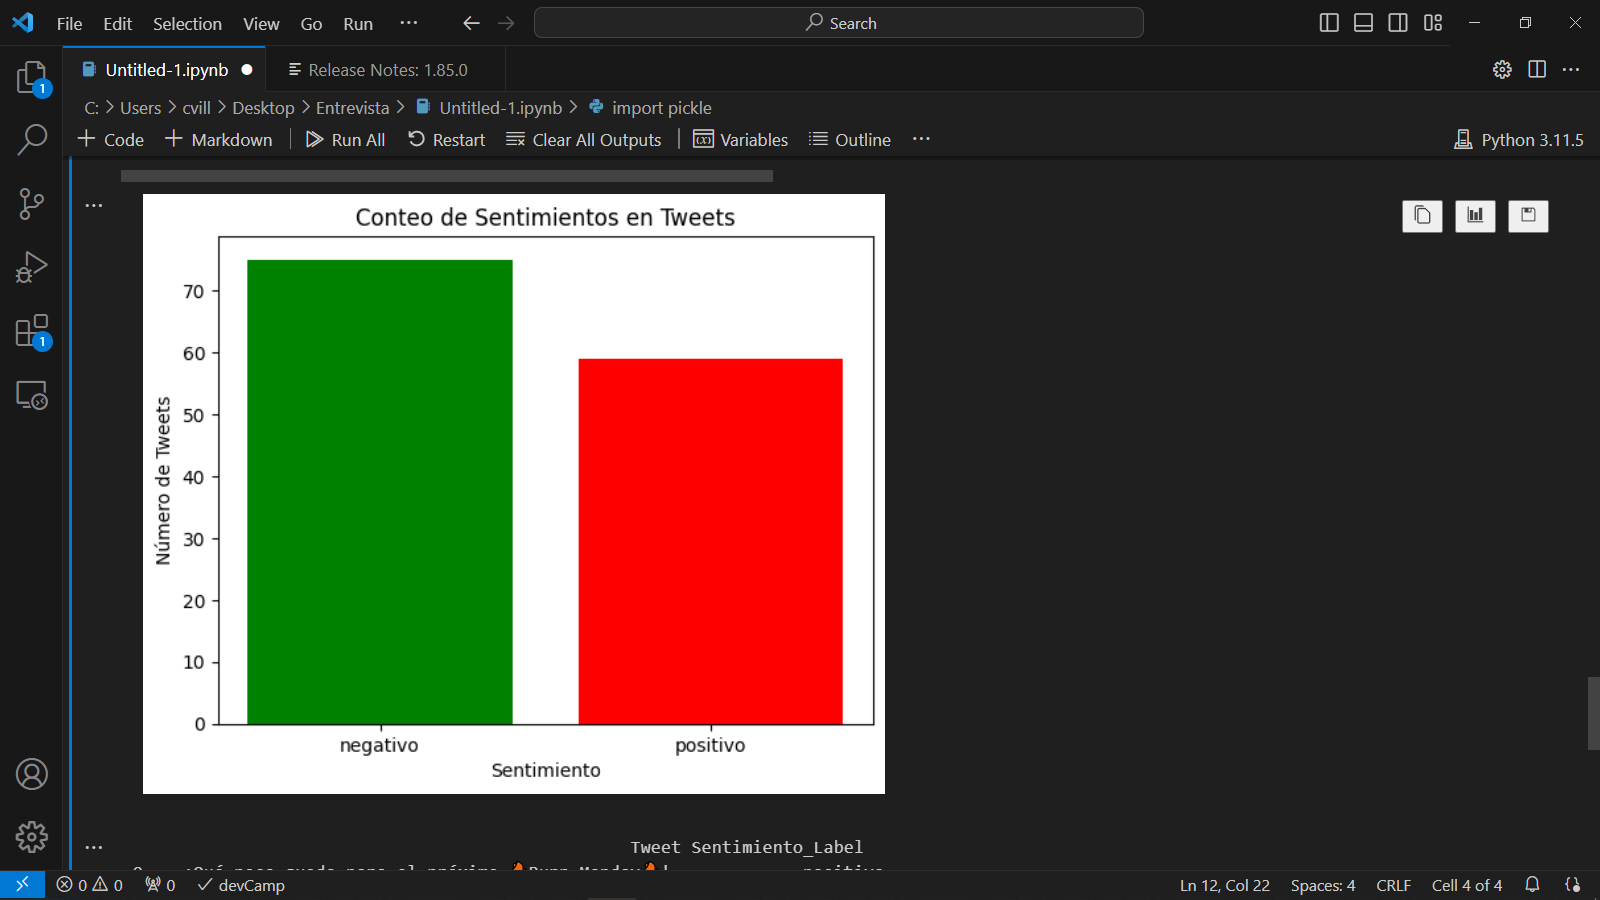 File Edit Selection View Go Run ··· Search
Untitled-1.ipynb Release Notes: 1.85.0
C: > Users > cvill > Desktop > Entrevista > Untitled-1.ipynb > import pickle
+ Code + Markdown Run All Restart Clear All Outputs Variables Outline ··· Python 3.11.5
1
1
Conteo de Sentimientos en Tweets
70
60
50
40
30
20
10
0
Número de Tweets
negativo positivo
Sentimiento
Tweet Sentimiento_Label
0 0 0 devCamp Ln 12, Col 22 Spaces: 4 CRLF Cell 4 of 4